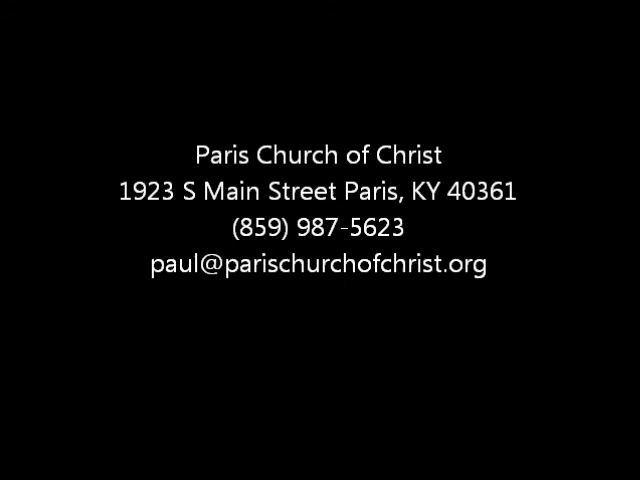 Paris Church of Christ
1923 S Main Street Paris, KY 40361
(859) 987-5623
paul@parischurchofchrist.org